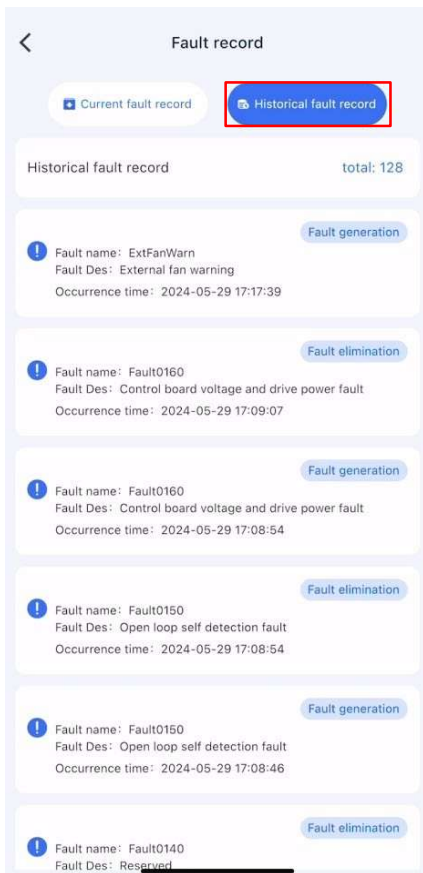 Fault record
Current fault record
Historical fault record
Historical fault record total: 128
Fault generation
Fault name: ExtFanWarn
Fault Des: External fan warning
Occurrence time: 2024-05-29 17:17:39
Fault elimination
Fault name: Fault0160
Fault Des: Control board voltage and drive power fault
Occurrence time: 2024-05-29 17:09:07
Fault generation
Fault name: Fault0160
Fault Des: Control board voltage and drive power fault
Occurrence time: 2024-05-29 17:08:54
Fault elimination
Fault name: Fault0150
Fault Des: Open loop self detection fault
Occurrence time: 2024-05-29 17:08:54
Fault generation
Fault name: Fault0150
Fault Des: Open loop self detection fault
Occurrence time: 2024-05-29 17:08:46
Fault elimination
Fault name: Fault0140
Fault Des: Reserved